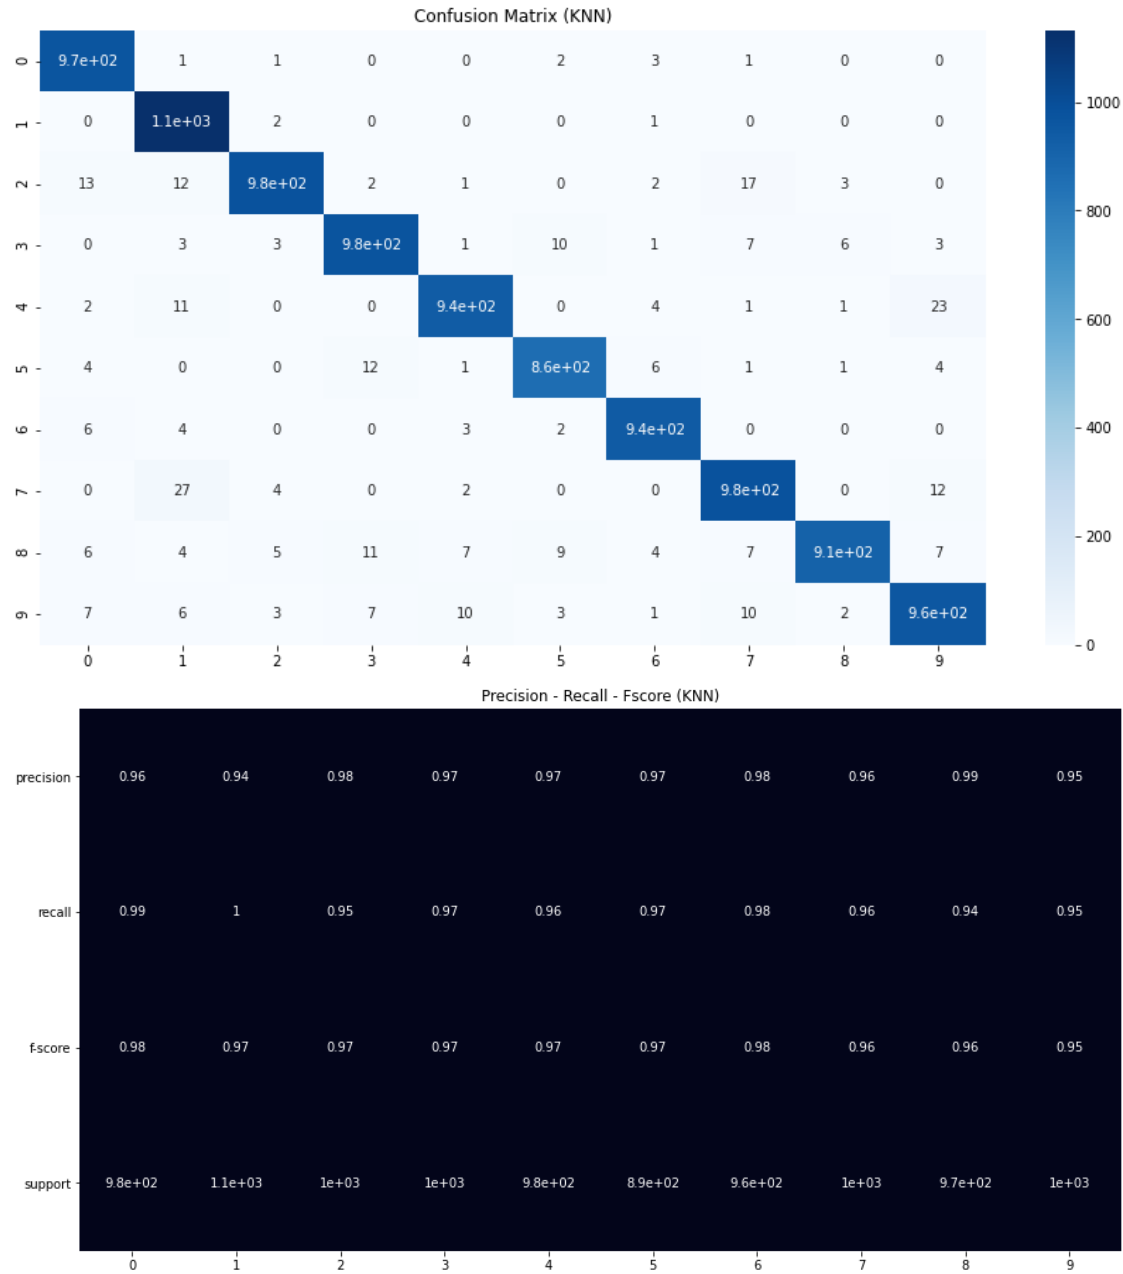 Confusion Matrix (KNN)
0 9.7e+02 1 1 0 0 2 3 1 0 0
1 0 1.1e+03 2 0 0 0 1 0 0 0
2 13 12 9.8e+02 2 1 0 2 17 3 0
3 0 3 3 9.8e+02 1 10 1 7 6 3
4 2 11 0 0 9.4e+02 0 4 1 1 23
5 4 0 0 12 1 8.6e+02 6 1 1 4
6 6 4 0 0 3 2 9.4e+02 0 0 0
7 0 27 4 0 2 0 0 9.8e+02 0 12
8 6 4 5 11 7 9 4 7 9.1e+02 7
9 7 6 3 7 10 3 1 10 2 9.6e+02
0 1 2 3 4 5 6 7 8 9
1000
800
600
400
200
0
Precision - Recall - Fscore (KNN)
precision 0.96 0.94 0.98 0.97 0.97 0.97 0.98 0.96 0.99 0.95
recall 0.99 1 0.95 0.97 0.96 0.97 0.98 0.96 0.94 0.95
f-score 0.98 0.97 0.97 0.97 0.97 0.97 0.98 0.96 0.96 0.95
support 9.8e+02 1.1e+03 1e+03 1e+03 9.8e+02 8.9e+02 9.6e+02 1e+03 9.7e+02 1e+03
0 1 2 3 4 5 6 7 8 9